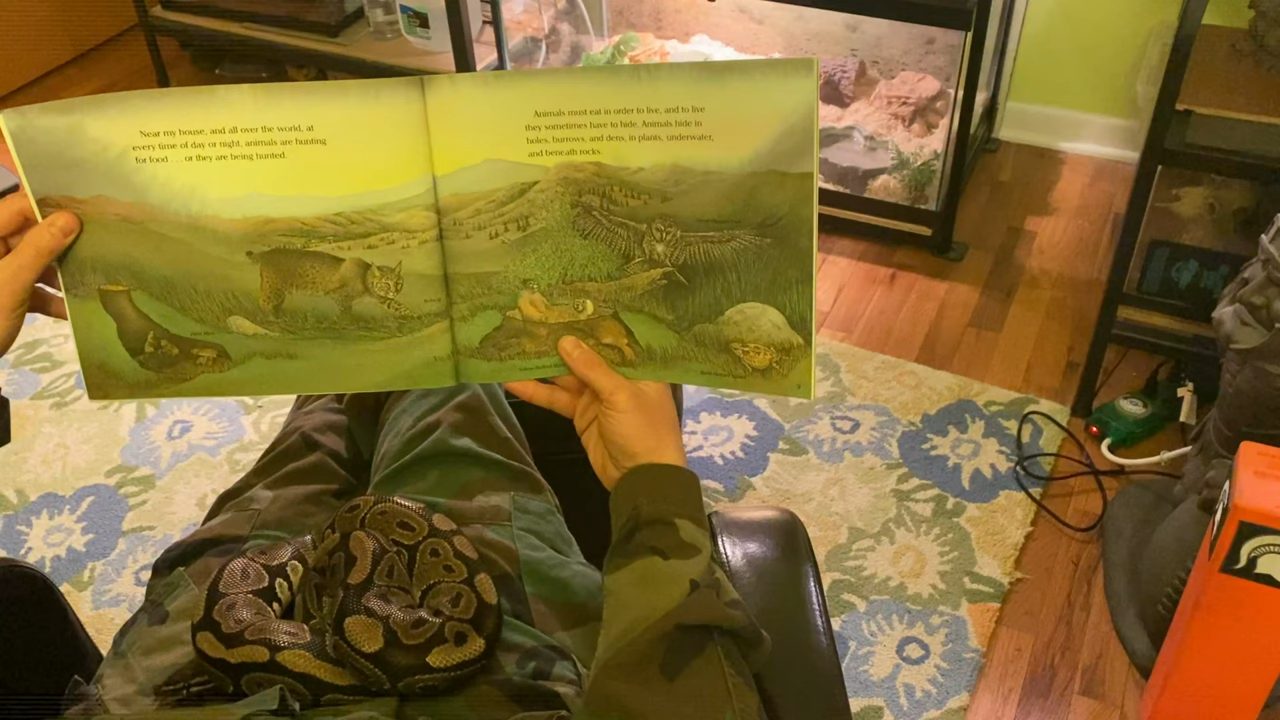 Near my house, and all over the world, at
every time of day or night, animals are hunting
for food . . . or they are being hunted.
Animals must eat in order to live, and to live
they sometimes have to hide. Animals hide in
holes, burrows, and dens, in plants, underwater,
and beneath rocks.